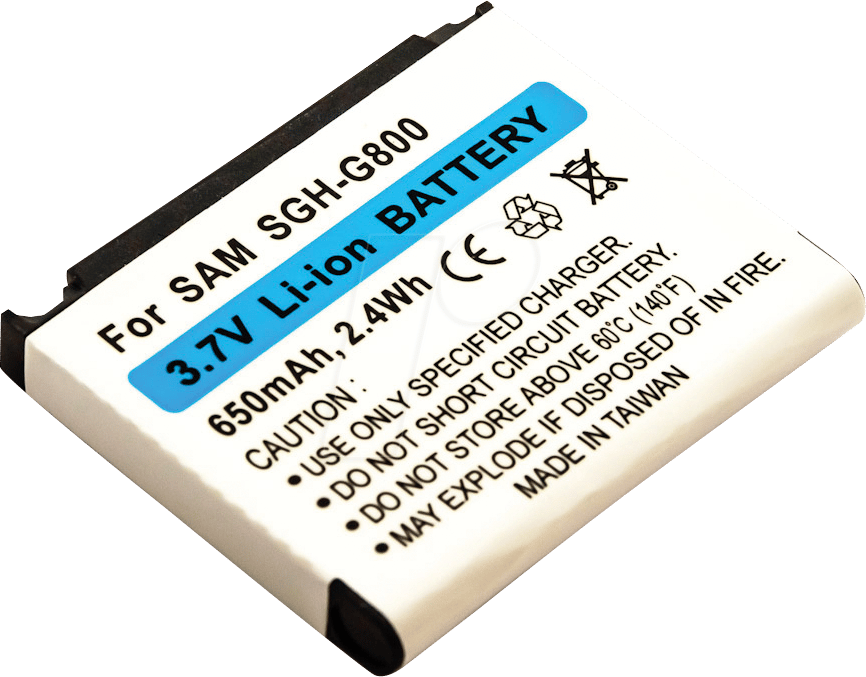 For SAM SGH-G800
3.7V Li-ion BATTERY
650mAh, 2.4Wh CE
CAUTION :
• USE ONLY SPECIFIED CHARGER.
• DO NOT SHORT CIRCUIT BATTERY.
• DO NOT STORE ABOVE 60°C (140°F)
• MAY EXPLODE IF DISPOSED OF IN FIRE.
MADE IN TAIWAN